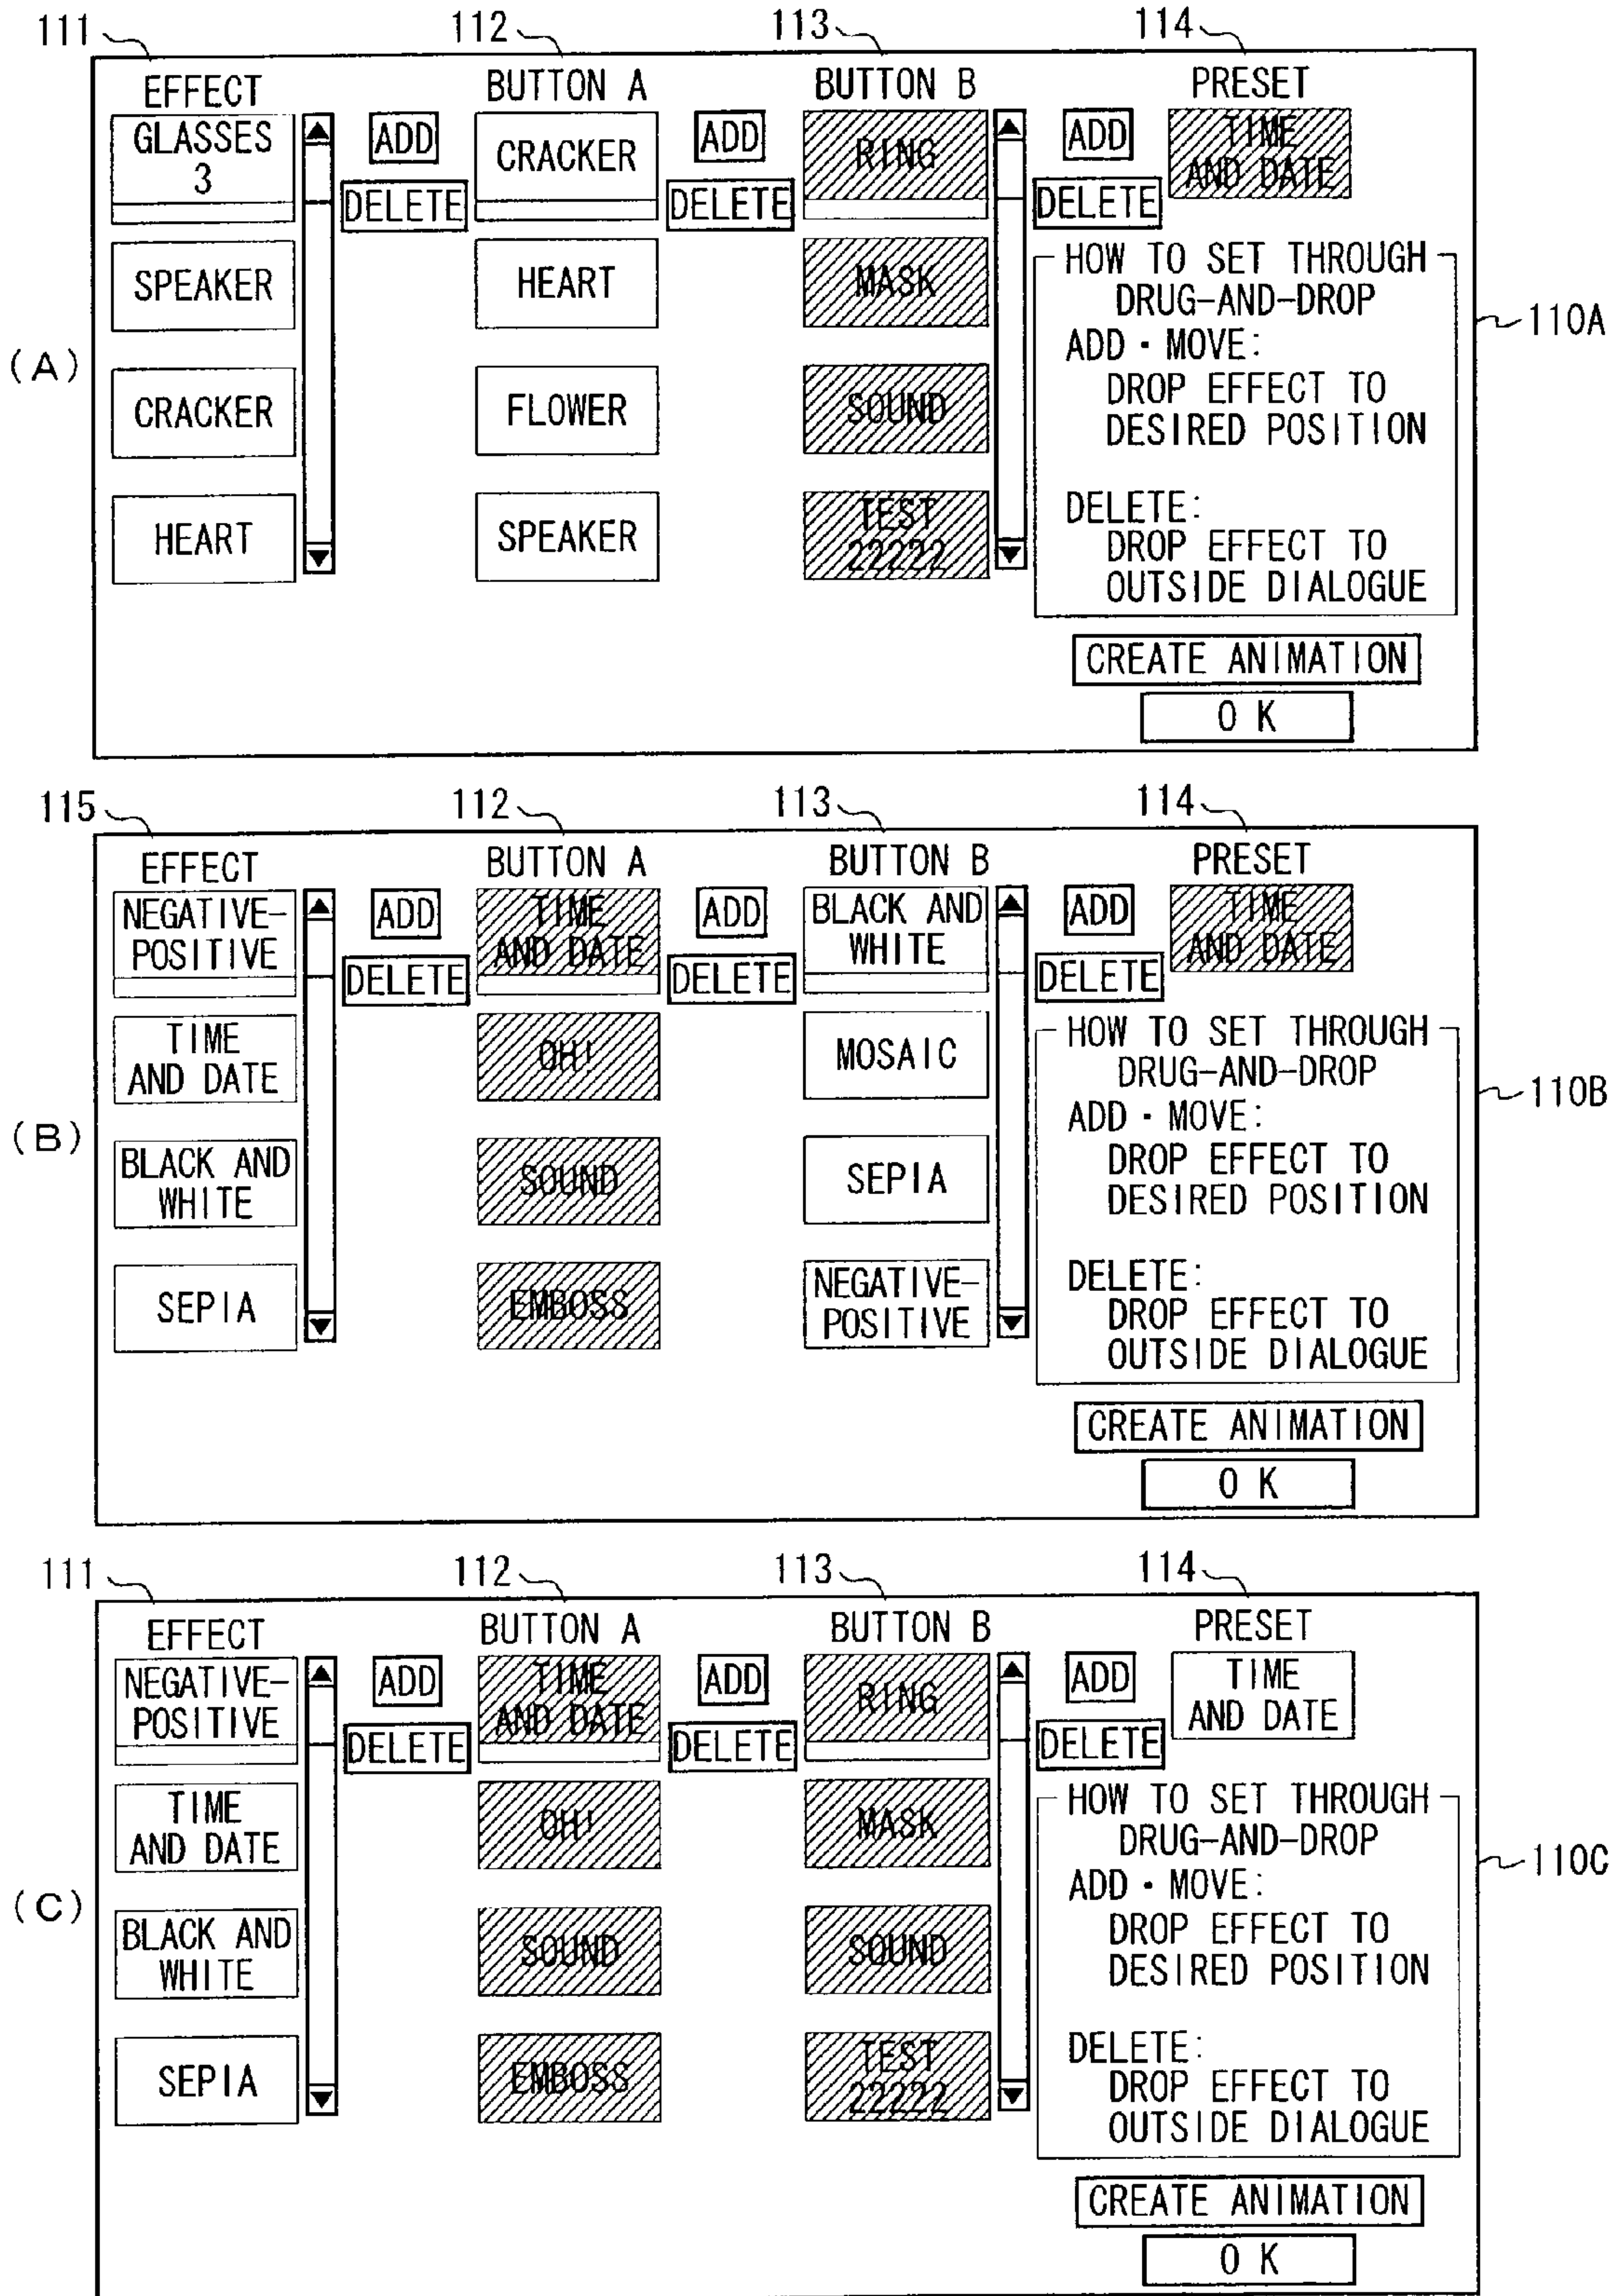 111 112 113 114
EFFECT BUTTON A BUTTON B PRESET
GLASSES
3
ADD
DELETE
CRACKER
ADD
DELETE
RING
ADD
DELETE
TIME
AND DATE
SPEAKER HEART MASK
CRACKER FLOWER SOUND
HEART SPEAKER TEST
22222
HOW TO SET THROUGH
DRUG-AND-DROP
ADD・MOVE:
DROP EFFECT TO
DESIRED POSITION
DELETE:
DROP EFFECT TO
OUTSIDE DIALOGUE
CREATE ANIMATION
OK
(A)
110A
115 112 113 114
EFFECT BUTTON A BUTTON B PRESET
NEGATIVE-
POSITIVE
ADD
DELETE
TIME
AND DATE
ADD
DELETE
BLACK AND
WHITE
ADD
DELETE
TIME
AND DATE
TIME
AND DATE
OH!
MOSAIC
BLACK AND
WHITE
SOUND
SEPIA
SEPIA
EMBOSS
NEGATIVE-
POSITIVE
HOW TO SET THROUGH
DRUG-AND-DROP
ADD・MOVE:
DROP EFFECT TO
DESIRED POSITION
DELETE:
DROP EFFECT TO
OUTSIDE DIALOGUE
CREATE ANIMATION
OK
(B)
110B
111 112 113 114
EFFECT BUTTON A BUTTON B PRESET
NEGATIVE-
POSITIVE
ADD
DELETE
TIME
AND DATE
ADD
DELETE
RING
ADD
DELETE
TIME
AND DATE
TIME
AND DATE
OH!
MASK
BLACK AND
WHITE
SOUND
SOUND
SEPIA
EMBOSS
TEST
22222
HOW TO SET THROUGH
DRUG-AND-DROP
ADD・MOVE:
DROP EFFECT TO
DESIRED POSITION
DELETE:
DROP EFFECT TO
OUTSIDE DIALOGUE
CREATE ANIMATION
OK
(C)
110C